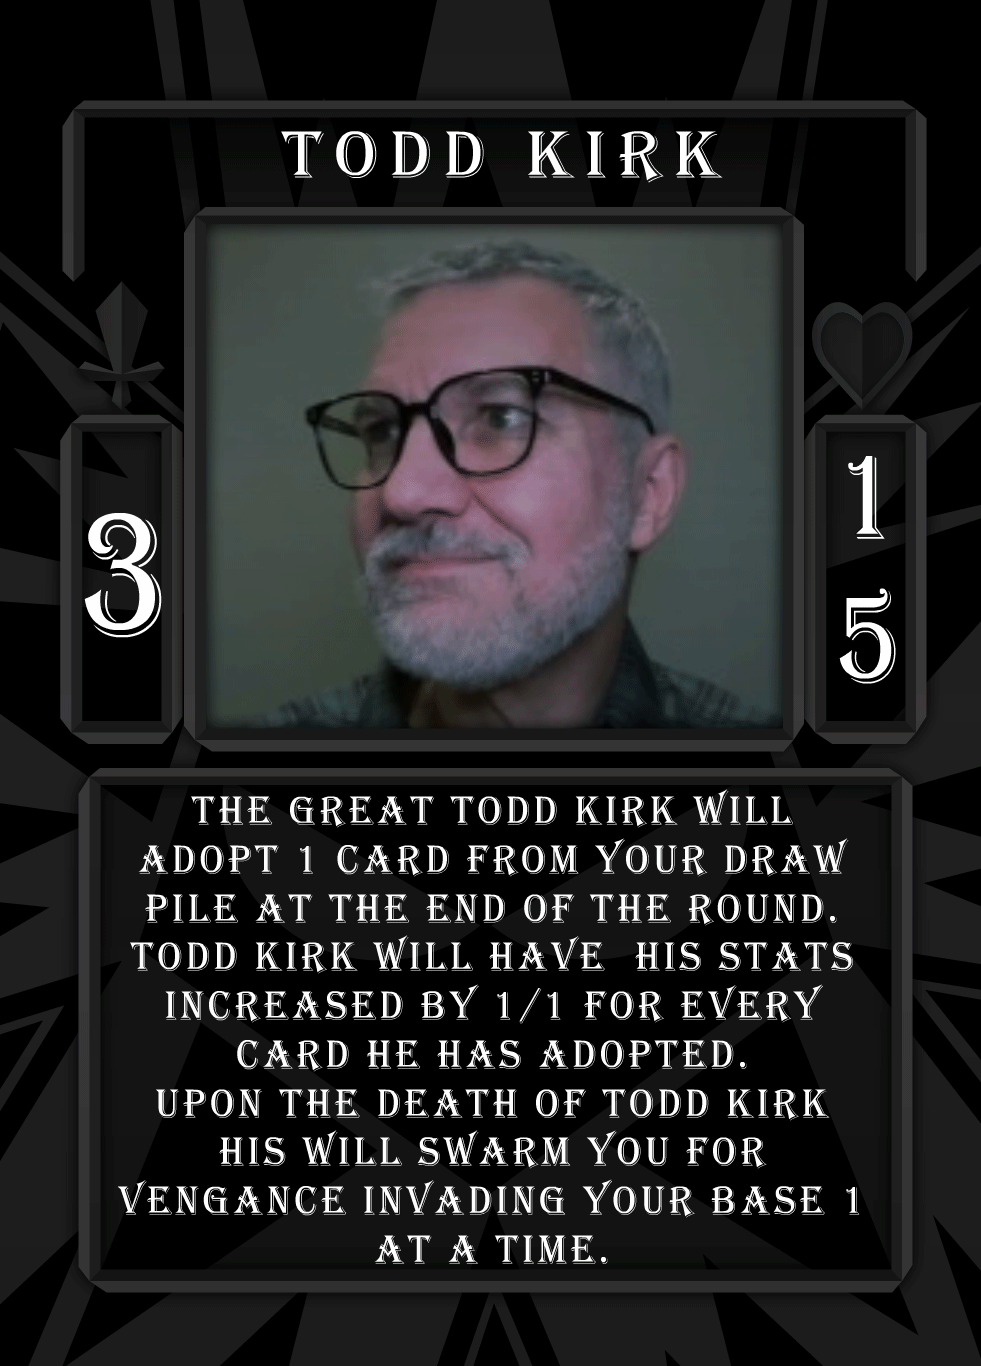 TODD KIRK
3
1
5
THE GREAT TODD KIRK WILL
ADOPT 1 CARD FROM YOUR DRAW
PILE AT THE END OF THE ROUND.
TODD KIRK WILL HAVE HIS STATS
INCREASED BY 1/1 FOR EVERY
CARD HE HAS ADOPTED.
UPON THE DEATH OF TODD KIRK
HIS WILL SWARM YOU FOR
VENGANCE INVADING YOUR BASE 1
AT A TIME.